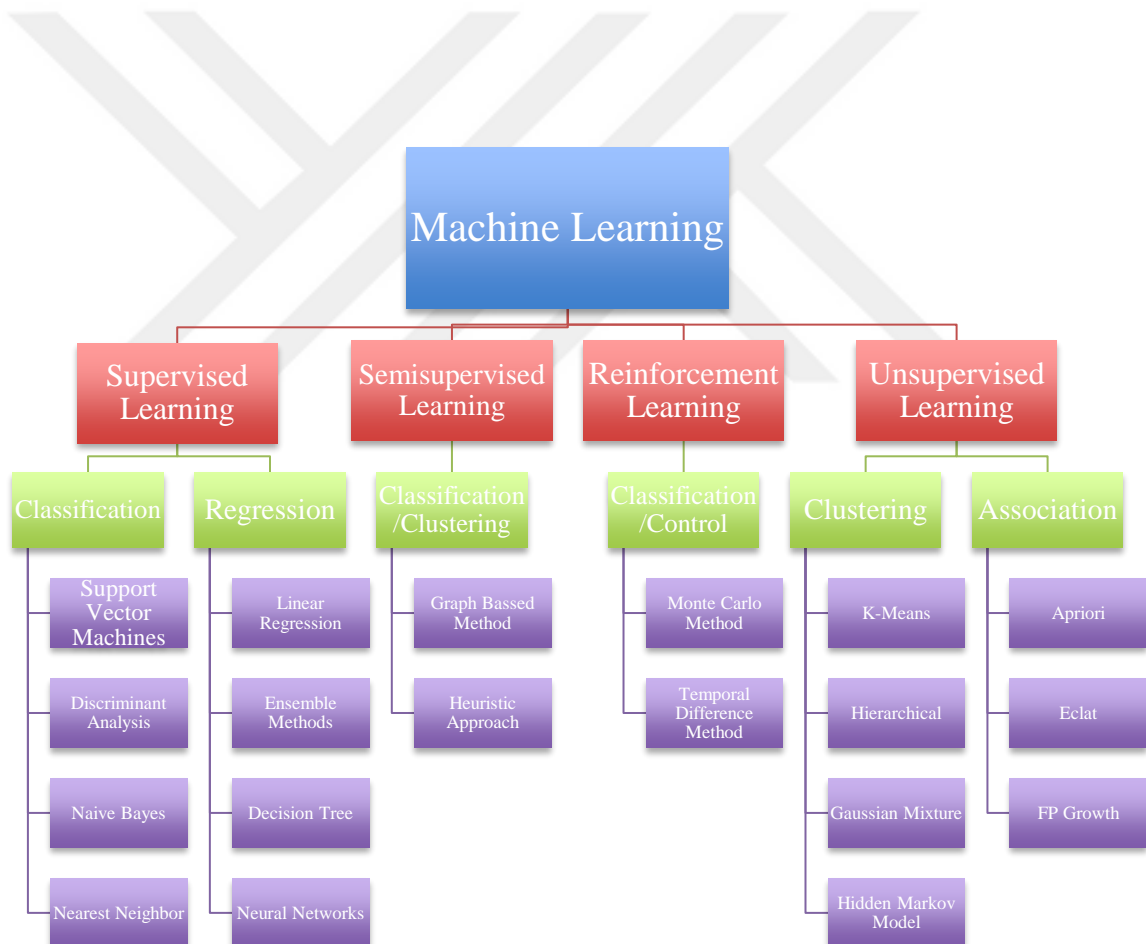 Machine Learning
Supervised
Learning
Semisupervised
Learning
Reinforcement
Learning
Unsupervised
Learning
Classification
Regression
Classification
/Clustering
Classification
/Control
Clustering
Association
Support
Vector
Machines
Linear
Regression
Graph Bassed
Method
Monte Carlo
Method
K-Means
Apriori
Discriminant
Analysis
Ensemble
Methods
Heuristic
Approach
Temporal
Difference
Method
Hierarchical
Eclat
Naive Bayes
Decision Tree
Gaussian Mixture
FP Growth
Nearest Neighbor
Neural Networks
Hidden Markov
Model